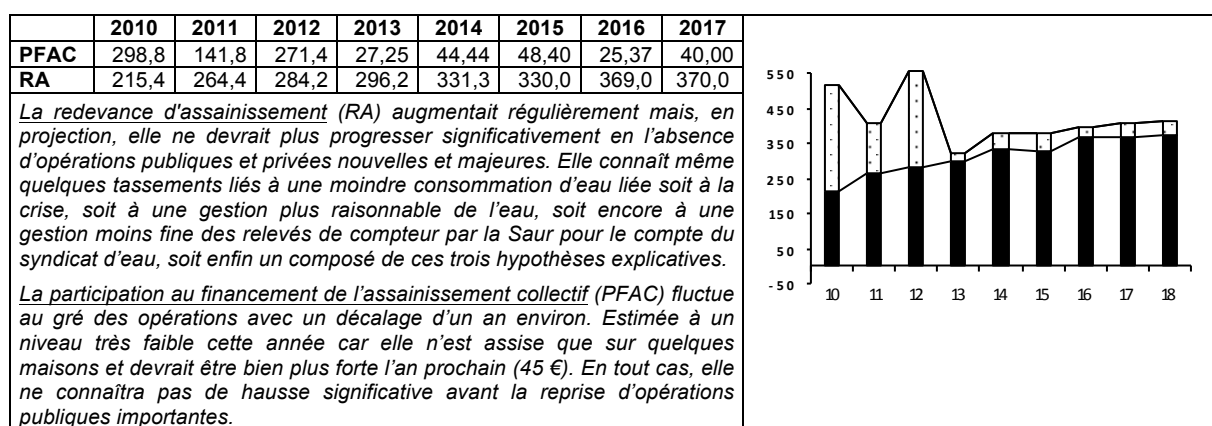 2010 2011 2012 2013 2014 2015 2016 2017
PFAC 298,8 141,8 271,4 27,25 44,44 48,40 25,37 40,00
RA 215,4 264,4 284,2 296,2 331,3 330,0 369,0 370,0
La redevance d'assainissement (RA) augmentait régulièrement mais, en
projection, elle ne devrait plus progresser significativement en l'absence
d'opérations publiques et privées nouvelles et majeures. Elle connaît même
quelques tassements liés à une moindre consommation d'eau liée soit à la
crise, soit à une gestion plus raisonnable de l'eau, soit encore à une
gestion moins fine des relevés de compteur par la Saur pour le compte du
syndicat d'eau, soit enfin un composé de ces trois hypothèses explicatives.
La participation au financement de l'assainissement collectif (PFAC) fluctue
au gré des opérations avec un décalage d'un an environ. Estimée à un
niveau très faible cette année car elle n'est assise que sur quelques
maisons et devrait être bien plus forte l'an prochain (45 €). En tout cas, elle
ne connaîtra pas de hausse significative avant la reprise d'opérations
publiques importantes.
550
450
350
250
150
50
-50
10 11 12 13 14 15 16 17 18